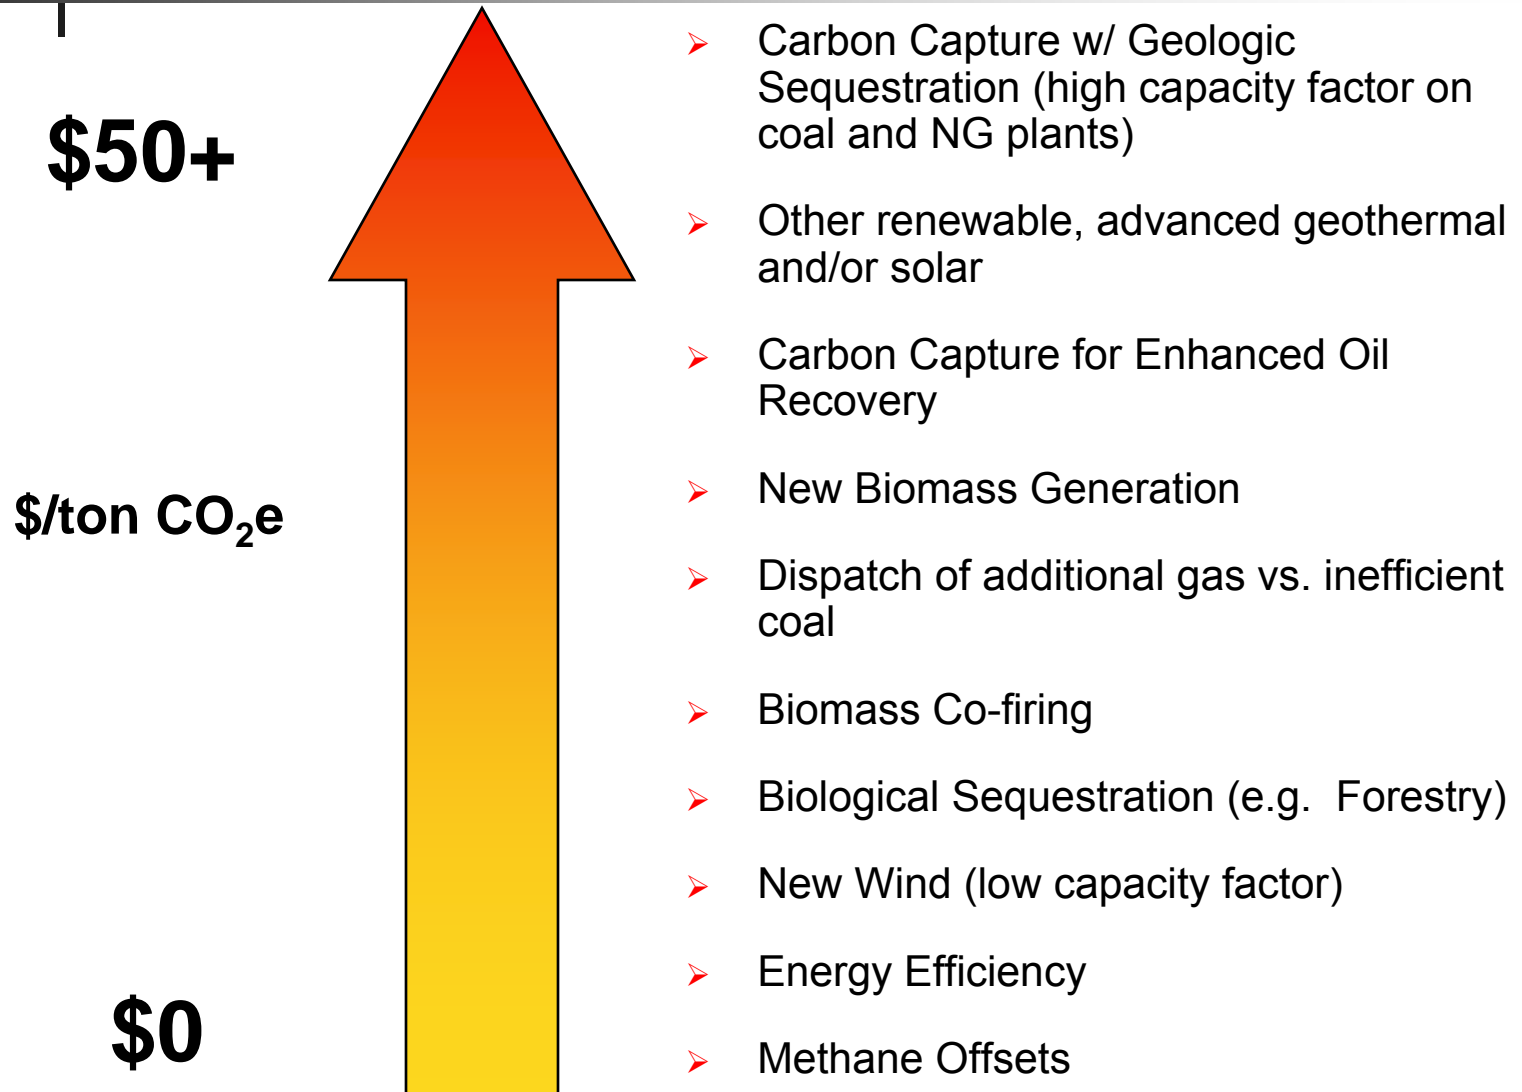 $50+
$/ton CO₂e
$0
Carbon Capture w/ Geologic
Sequestration (high capacity factor on
coal and NG plants)
Other renewable, advanced geothermal
and/or solar
Carbon Capture for Enhanced Oil
Recovery
New Biomass Generation
Dispatch of additional gas vs. inefficient
coal
Biomass Co-firing
Biological Sequestration (e.g.  Forestry)
New Wind (low capacity factor)
Energy Efficiency
Methane Offsets